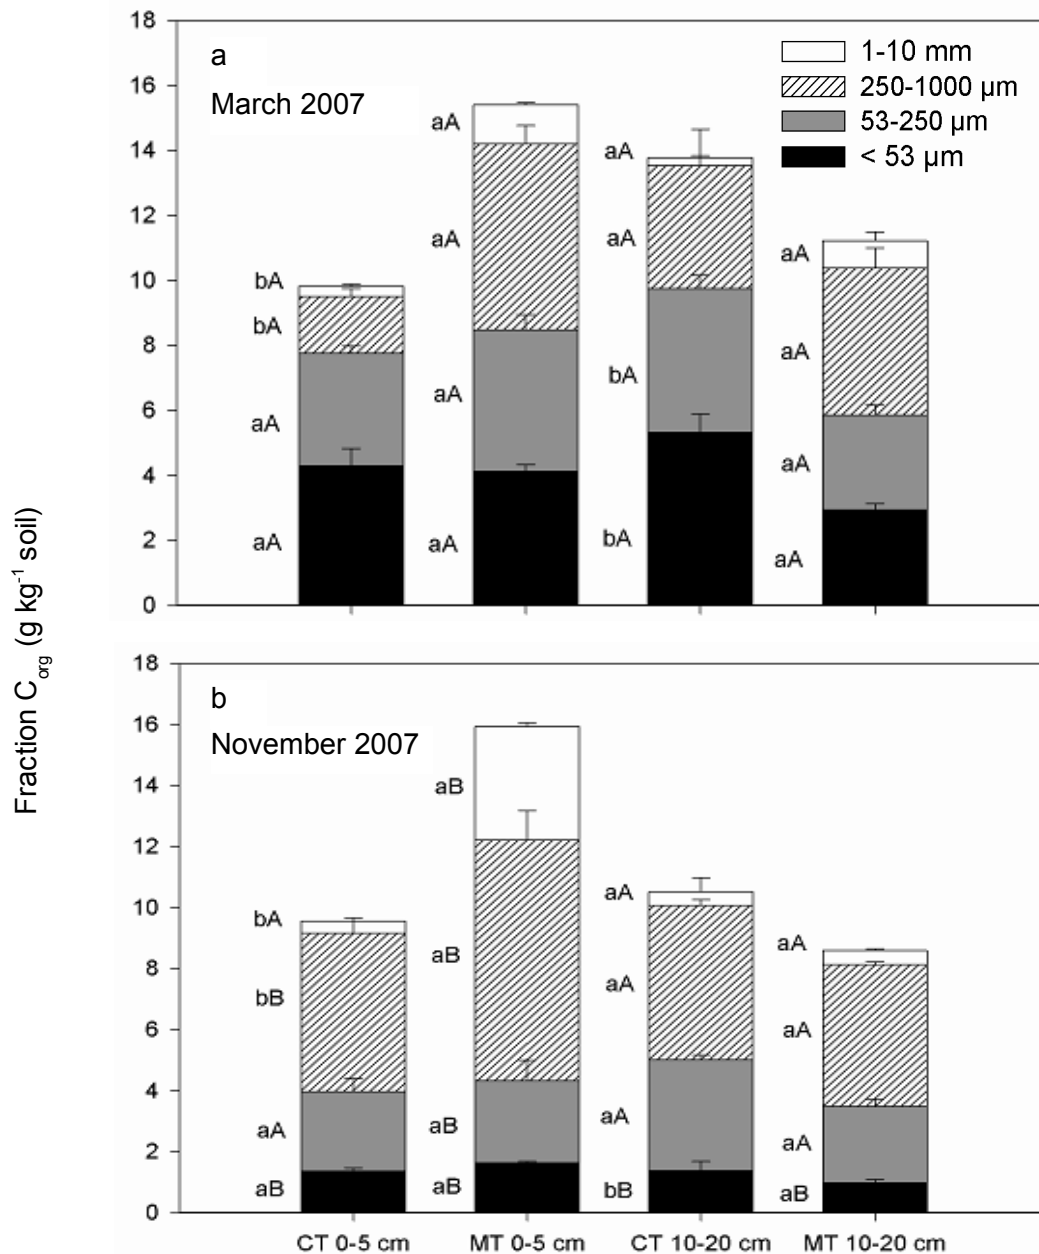 Fraction C_org (g kg⁻¹ soil)
a
March 2007
1-10 mm
250-1000 µm
53-250 µm
< 53 µm
18
16
14
12
10
8
6
4
2
0
bA
bA
aA
aA
aA
aA
aA
aA
aA
aA
bA
bA
aA
aA
aA
aA
b
November 2007
18
16
14
12
10
8
6
4
2
0
bA
bB
aA
aB
aB
aB
aB
aB
aA
aA
aA
bB
aA
aA
aA
aB
CT 0-5 cm MT 0-5 cm CT 10-20 cm MT 10-20 cm